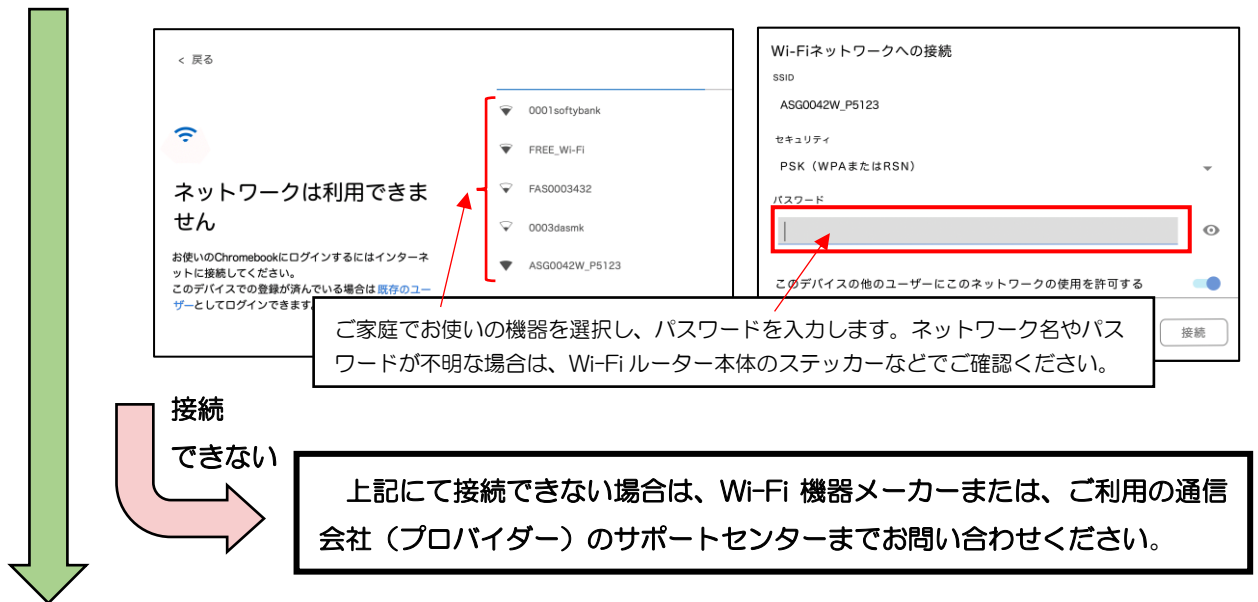 < 戻る
ネットワークは利用できま
せん
お使いのChromebookにログインするにはインターネ
ットに接続してください。
このデバイスでの登録が済んでいる場合は既存のユー
ザーとしてログインできます。
0001softybank
FREE_Wi-Fi
FAS0003432
0003dasmk
ASG0042W_P5123
Wi-Fiネットワークへの接続
SSID
ASG0042W_P5123
セキュリティ
PSK（WPAまたはRSN）
パスワード
このデバイスの他のユーザーにこのネットワークの使用を許可する
接続
ご家庭でお使いの機器を選択し、パスワードを入力します。ネットワーク名やパス
ワードが不明な場合は、Wi-Fi ルーター本体のステッカーなどでご確認ください。
接続
できない
上記にて接続できない場合は、Wi-Fi 機器メーカーまたは、ご利用の通信
会社（プロバイダー）のサポートセンターまでお問い合わせください。